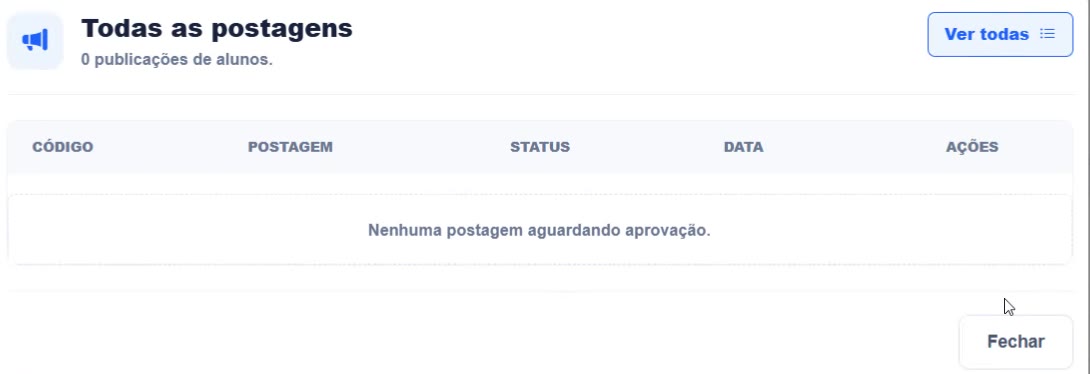 Todas as postagens
0 publicações de alunos.
Ver todas
CÓDIGO POSTAGEM STATUS DATA AÇÕES
Nenhuma postagem aguardando aprovação.
Fechar